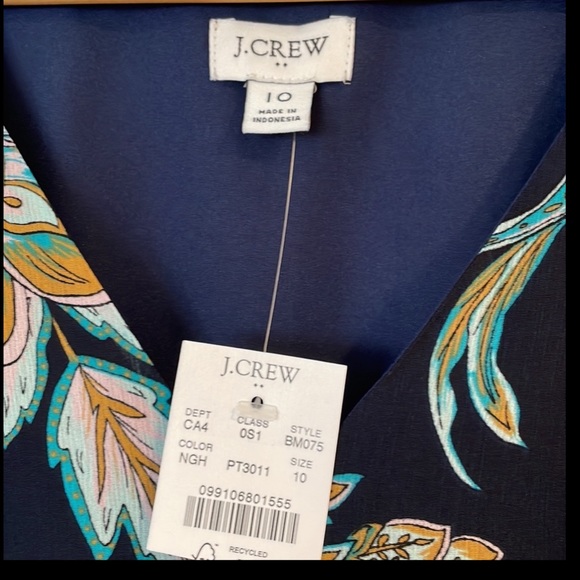 J.CREW
10
MADE IN
INDONESIA
J.CREW
DEPT CLASS STYLE
CA4 0S1 BM075
COLOR SIZE
NGH PT3011 10
099106801555
RECYCLED